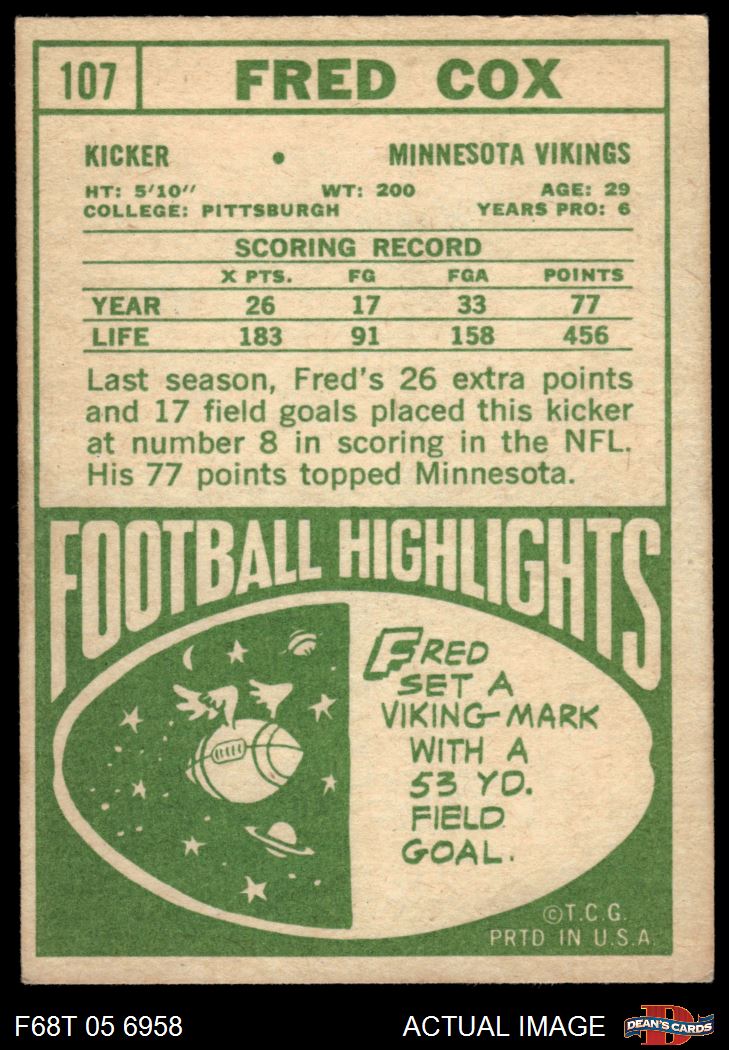 107 FRED COX
KICKER • MINNESOTA VIKINGS
HT: 5'10" WT: 200 AGE: 29
COLLEGE: PITTSBURGH YEARS PRO: 6
SCORING RECORD
X PTS. FG FGA POINTS
YEAR 26 17 33 77
LIFE 183 91 158 456
Last season, Fred's 26 extra points
and 17 field goals placed this kicker
at number 8 in scoring in the NFL.
His 77 points topped Minnesota.
FOOTBALL HIGHLIGHTS
FRED
SET A
VIKING MARK
WITH A
53 YD.
FIELD
GOAL.
©T.C.G.
PRTD IN U.S.A.
F68T 05 6958 ACTUAL IMAGE D DEAN'S CARDS